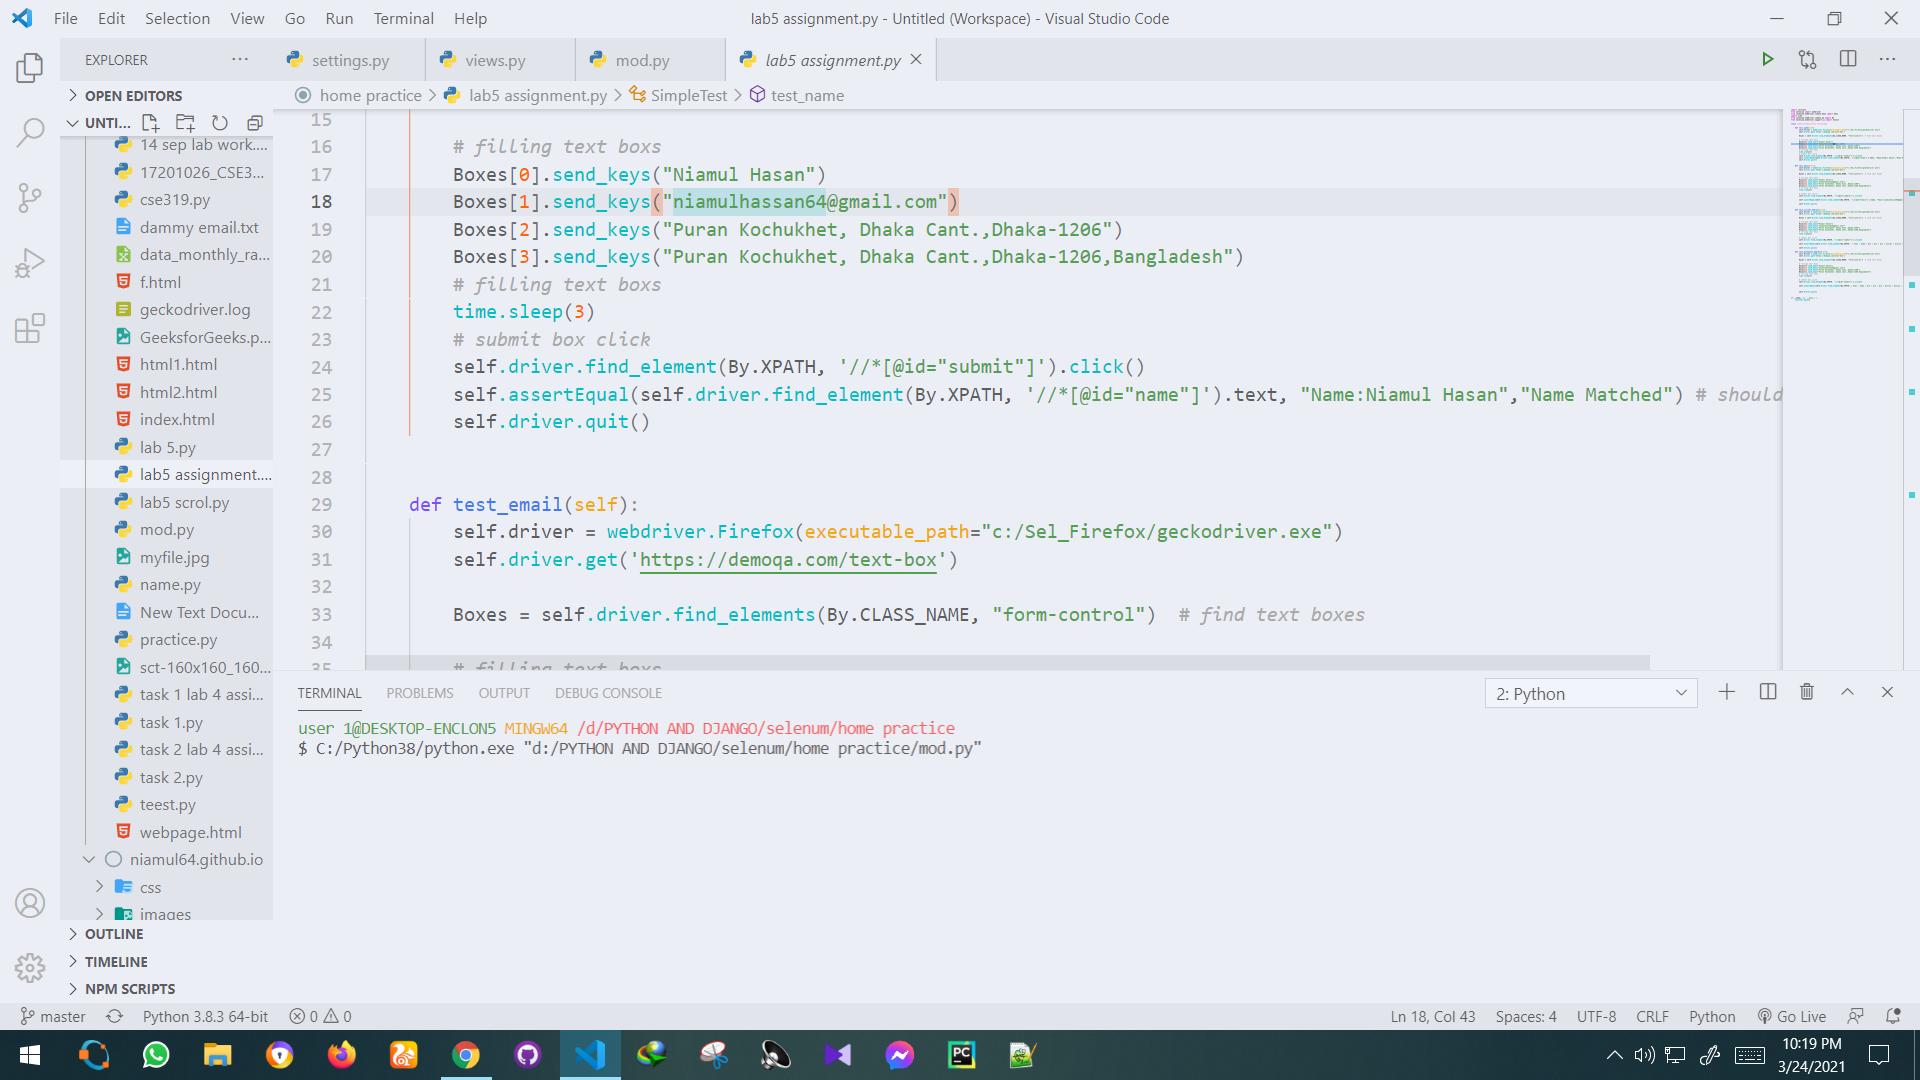 File Edit Selection View Go Run Terminal Help
lab5 assignment.py - Untitled (Workspace) - Visual Studio Code
EXPLORER
settings.py
views.py
mod.py
lab5 assignment.py
OPEN EDITORS
home practice > lab5 assignment.py > SimpleTest > test_name
UNTI...
14 sep lab work....
17201026_CSE3...
cse319.py
dammy email.txt
data_monthly_ra...
f.html
geckodriver.log
GeeksforGeeks.p...
html1.html
html2.html
index.html
lab 5.py
lab5 assignment....
lab5 scrol.py
mod.py
myfile.jpg
name.py
New Text Docu...
practice.py
sct-160x160_160...
task 1 lab 4 assi...
task 1.py
task 2 lab 4 assi...
task 2.py
teest.py
webpage.html
niamul64.github.io
css
images
OUTLINE
TIMELINE
NPM SCRIPTS
15
16 # filling text boxs
17 Boxes[0].send_keys("Niamul Hasan")
18 Boxes[1].send_keys("niamulhassan64@gmail.com")
19 Boxes[2].send_keys("Puran Kochukhet, Dhaka Cant.,Dhaka-1206")
20 Boxes[3].send_keys("Puran Kochukhet, Dhaka Cant.,Dhaka-1206,Bangladesh")
21 # filling text boxs
22 time.sleep(3)
23 # submit box click
24 self.driver.find_element(By.XPATH, '//*[@id="submit"]').click()
25 self.assertEqual(self.driver.find_element(By.XPATH, '//*[@id="name"]').text, "Name:Niamul Hasan","Name Matched") # should
26 self.driver.quit()
27
28
29 def test_email(self):
30 self.driver = webdriver.Firefox(executable_path="c:/Sel_Firefox/geckodriver.exe")
31 self.driver.get('https://demoqa.com/text-box')
32
33 Boxes = self.driver.find_elements(By.CLASS_NAME, "form-control") # find text boxes
34
35 # filling text boxs
TERMINAL PROBLEMS OUTPUT DEBUG CONSOLE
2: Python
user 1@DESKTOP-ENCLON5 MINGW64 /d/PYTHON AND DJANGO/selenum/home practice
$ C:/Python38/python.exe "d:/PYTHON AND DJANGO/selenum/home practice/mod.py"
master
Python 3.8.3 64-bit
0 0
Ln 18, Col 43
Spaces: 4
UTF-8
CRLF
Python
Go Live
10:19 PM
3/24/2021